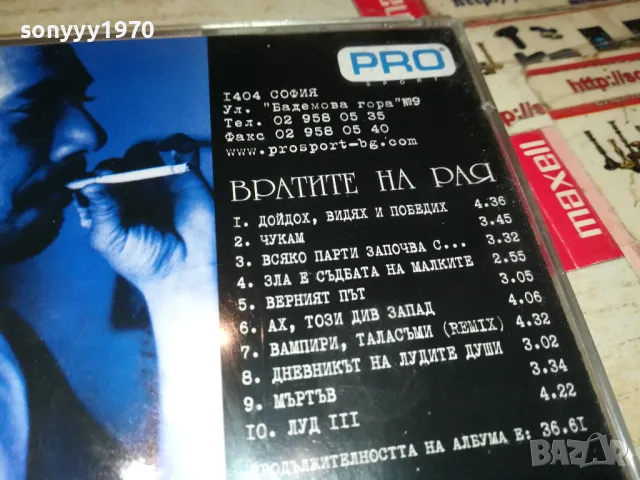 sonyyy1970
PRO
SPORT
1404 СОФИЯ
Ул. "Бадемова гора"№9
Тел. 02 958 05 35
Факс 02 958 05 40
www.prosport-bg.com
ВРАТИТЕ НА РАЯ
1. ДОЙДОХ, ВИДЯХ И ПОБЕДИХ 4.36
2. ЧУКАМ 3.45
3. ВСЯКО ПАРТИ ЗАПОЧВА С... 3.32
4. ЗЛА Е СЪДБАТА НА МАЛКИТЕ 2.55
5. ВЕРНИЯТ ПЪТ 3.05
6. АХ, ТОЗИ ДИВ ЗАПАД 4.06
7. ВАМПИРИ, ТАЛАСЪМИ (REMIX) 4.32
8. ДНЕВНИКЪТ НА ЛУДИТЕ ДУШИ 3.02
9. МЪРТЪВ 3.34
10. ЛУД III 4.22
ПРОДЪЛЖИТЕЛНОСТТА НА АЛБУМА Е: 36.61
http://sop
http:/
maxell
BAZAR